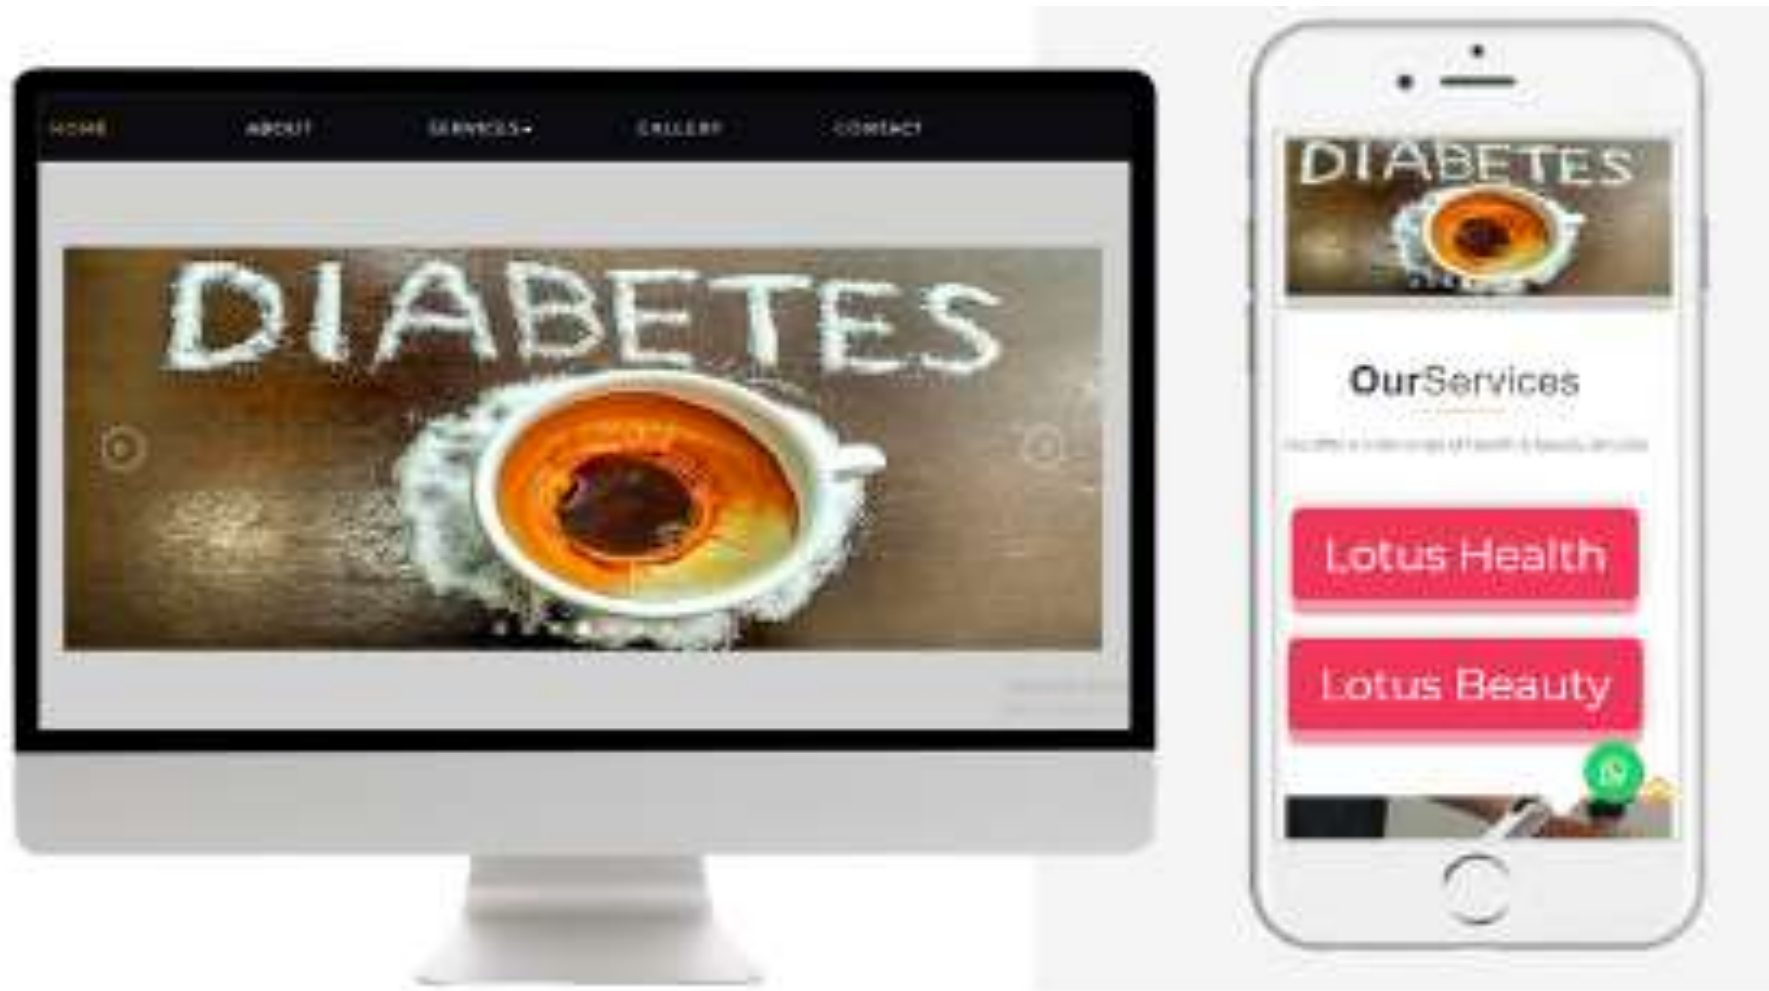 HOME ABOUT SERVICES GALLERY CONTACT
DIABETES
DIABETES
OurServices
Lotus Health
Lotus Beauty